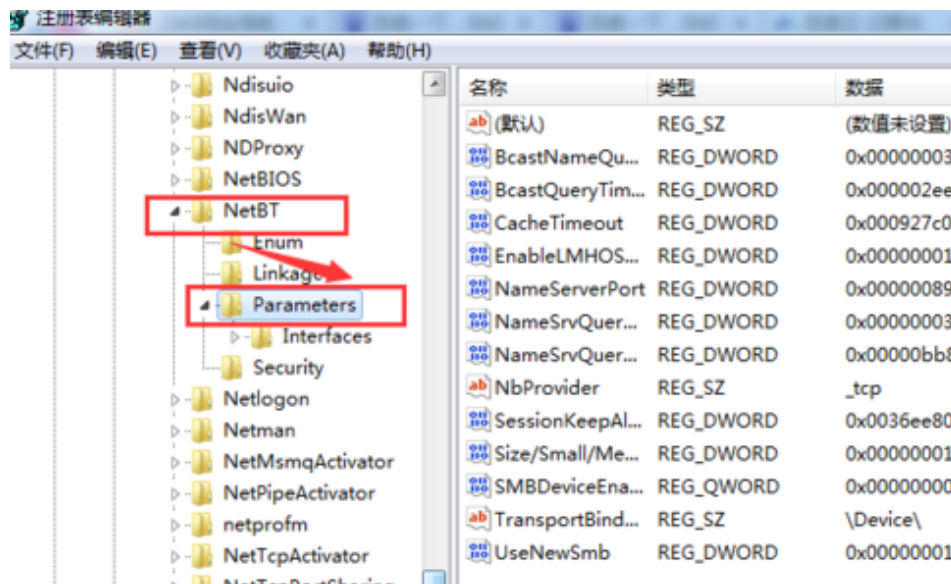 注册表编辑器
文件(F) 编辑(E) 查看(V) 收藏夹(A) 帮助(H)
Ndisuio
NdisWan
NDProxy
NetBIOS
NetBT
Enum
Linkage
Parameters
Interfaces
Security
Netlogon
Netman
NetMsmqActivator
NetPipeActivator
netprofm
NetTcpActivator
NetTcpPortSharing
名称 类型 数据
(默认) REG_SZ (数值未设置)
BcastNameQu... REG_DWORD 0x00000003
BcastQueryTim... REG_DWORD 0x000002ee
CacheTimeout REG_DWORD 0x000927c0
EnableLMHOS... REG_DWORD 0x00000001
NameServerPort REG_DWORD 0x00000089
NameSrvQuer... REG_DWORD 0x00000003
NameSrvQuer... REG_DWORD 0x00000bb8
NbProvider REG_SZ _tcp
SessionKeepAl... REG_DWORD 0x0036ee80
Size/Small/Me... REG_DWORD 0x00000001
SMBDeviceEna... REG_QWORD 0x00000000
TransportBind... REG_SZ \Device\
UseNewSmb REG_DWORD 0x00000001